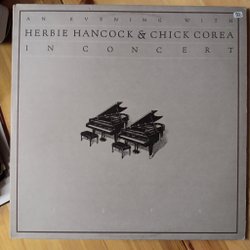 AN EVENING WITH
HERBIE HANCOCK & CHICK COREA
IN CONCERT